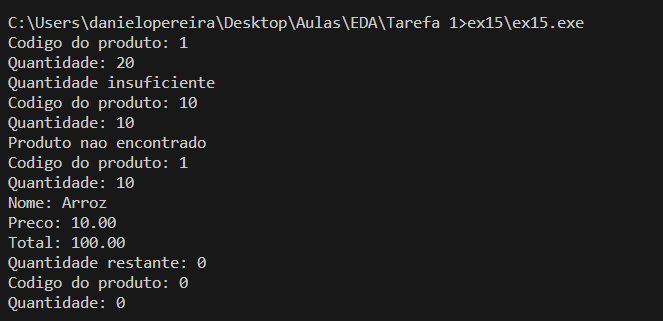 C:\Users\danielopereira\Desktop\Aulas\EDA\Tarefa 1>ex15\ex15.exe
Codigo do produto: 1
Quantidade: 20
Quantidade insuficiente
Codigo do produto: 10
Quantidade: 10
Produto nao encontrado
Codigo do produto: 1
Quantidade: 10
Nome: Arroz
Preco: 10.00
Total: 100.00
Quantidade restante: 0
Codigo do produto: 0
Quantidade: 0